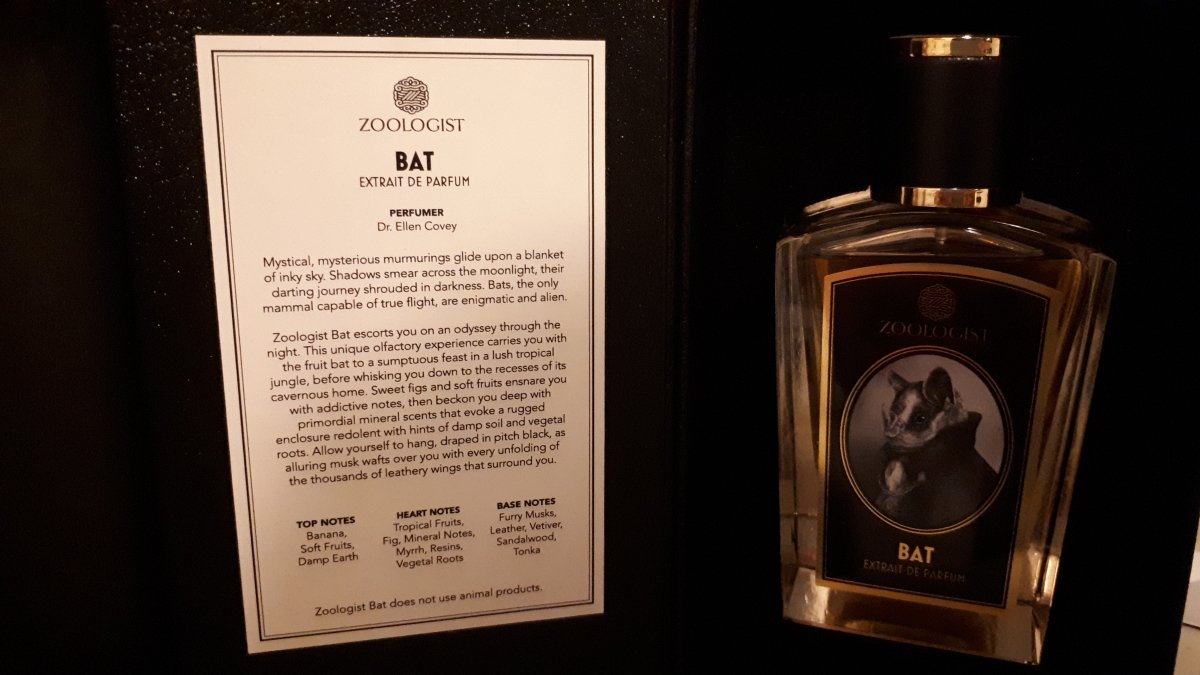 ZOOLOGIST
BAT
EXTRAIT DE PARFUM
PERFUMER
Dr. Ellen Covey
Mystical, mysterious murmurings glide upon a blanket
of inky sky. Shadows smear across the moonlight, their
darting journey shrouded in darkness. Bats, the only
mammal capable of true flight, are enigmatic and alien.
Zoologist Bat escorts you on an odyssey through the
night. This unique olfactory experience carries you with
the fruit bat to a sumptuous feast in a lush tropical
jungle, before whisking you down to the recesses of its
cavernous home. Sweet figs and soft fruits ensnare you
with addictive notes, then beckon you deep with
primordial mineral scents that evoke a rugged
enclosure redolent with hints of damp soil and vegetal
roots. Allow yourself to hang, draped in pitch black, as
alluring musk wafts over you with every unfolding of
the thousands of leathery wings that surround you.
TOP NOTES
Banana,
Soft Fruits,
Damp Earth
HEART NOTES
Tropical Fruits,
Fig, Mineral Notes,
Myrrh, Resins,
Vegetal Roots
BASE NOTES
Furry Musks,
Leather, Vetiver,
Sandalwood,
Tonka
Zoologist Bat does not use animal products.
ZOOLOGIST
BAT
EXTRAIT DE PARFUM